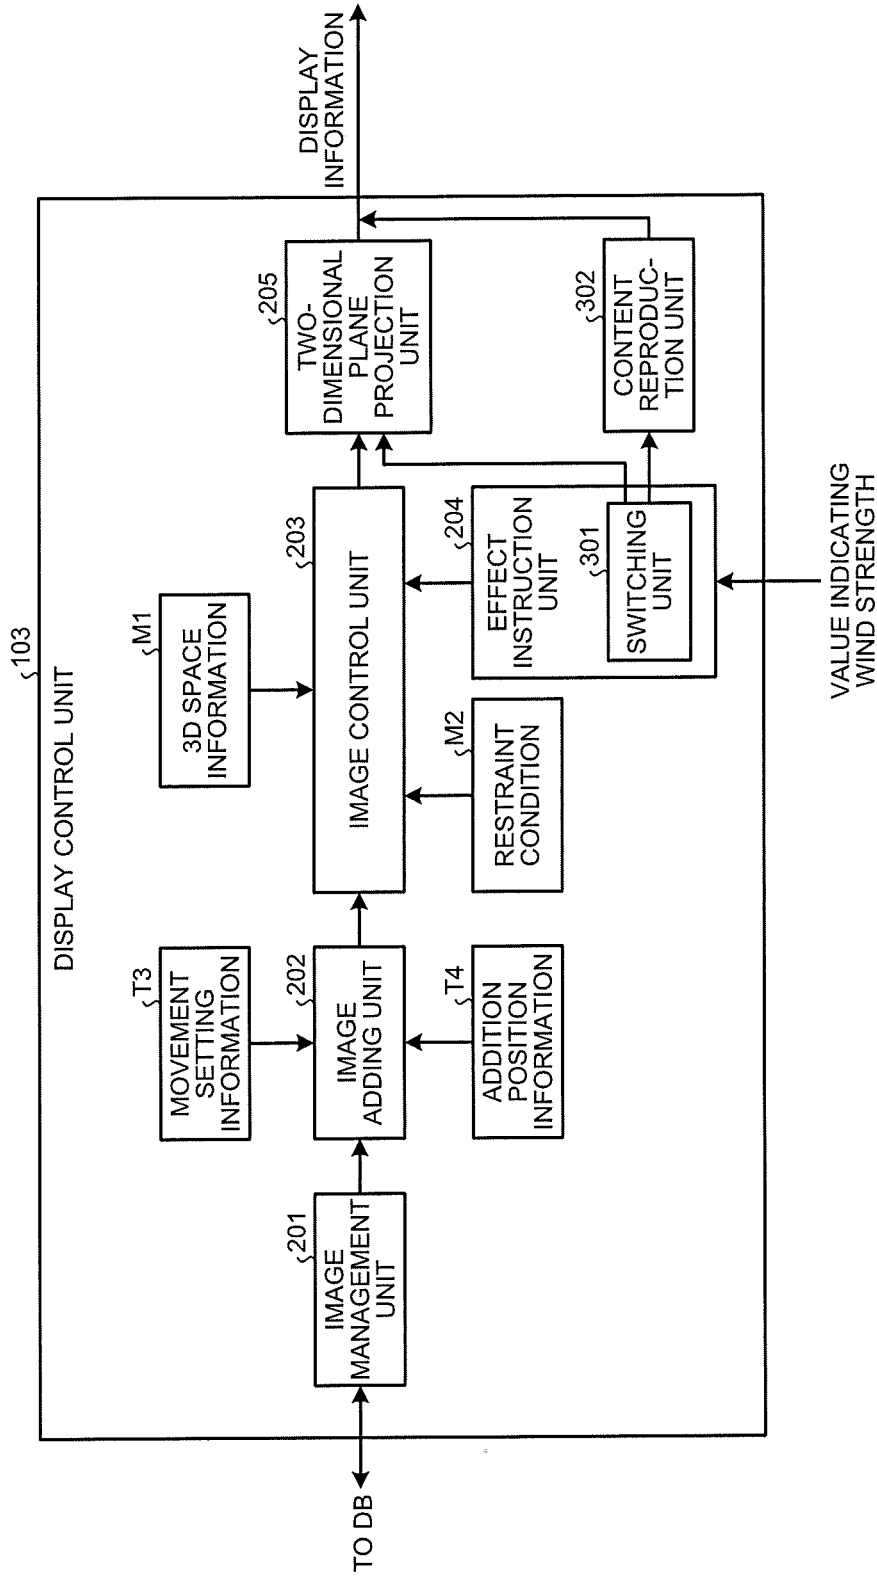 103
DISPLAY CONTROL UNIT
TO DB
201
IMAGE
MANAGEMENT
UNIT
T3
MOVEMENT
SETTING
INFORMATION
202
IMAGE
ADDING UNIT
T4
ADDITION
POSITION
INFORMATION
M1
3D SPACE
INFORMATION
203
IMAGE CONTROL UNIT
M2
RESTRAINT
CONDITION
204
EFFECT
INSTRUCTION
UNIT
301
SWITCHING
UNIT
VALUE INDICATING
WIND STRENGTH
205
TWO-
DIMENSIONAL
PLANE
PROJECTION
UNIT
302
CONTENT
REPRODUC-
TION UNIT
DISPLAY
INFORMATION